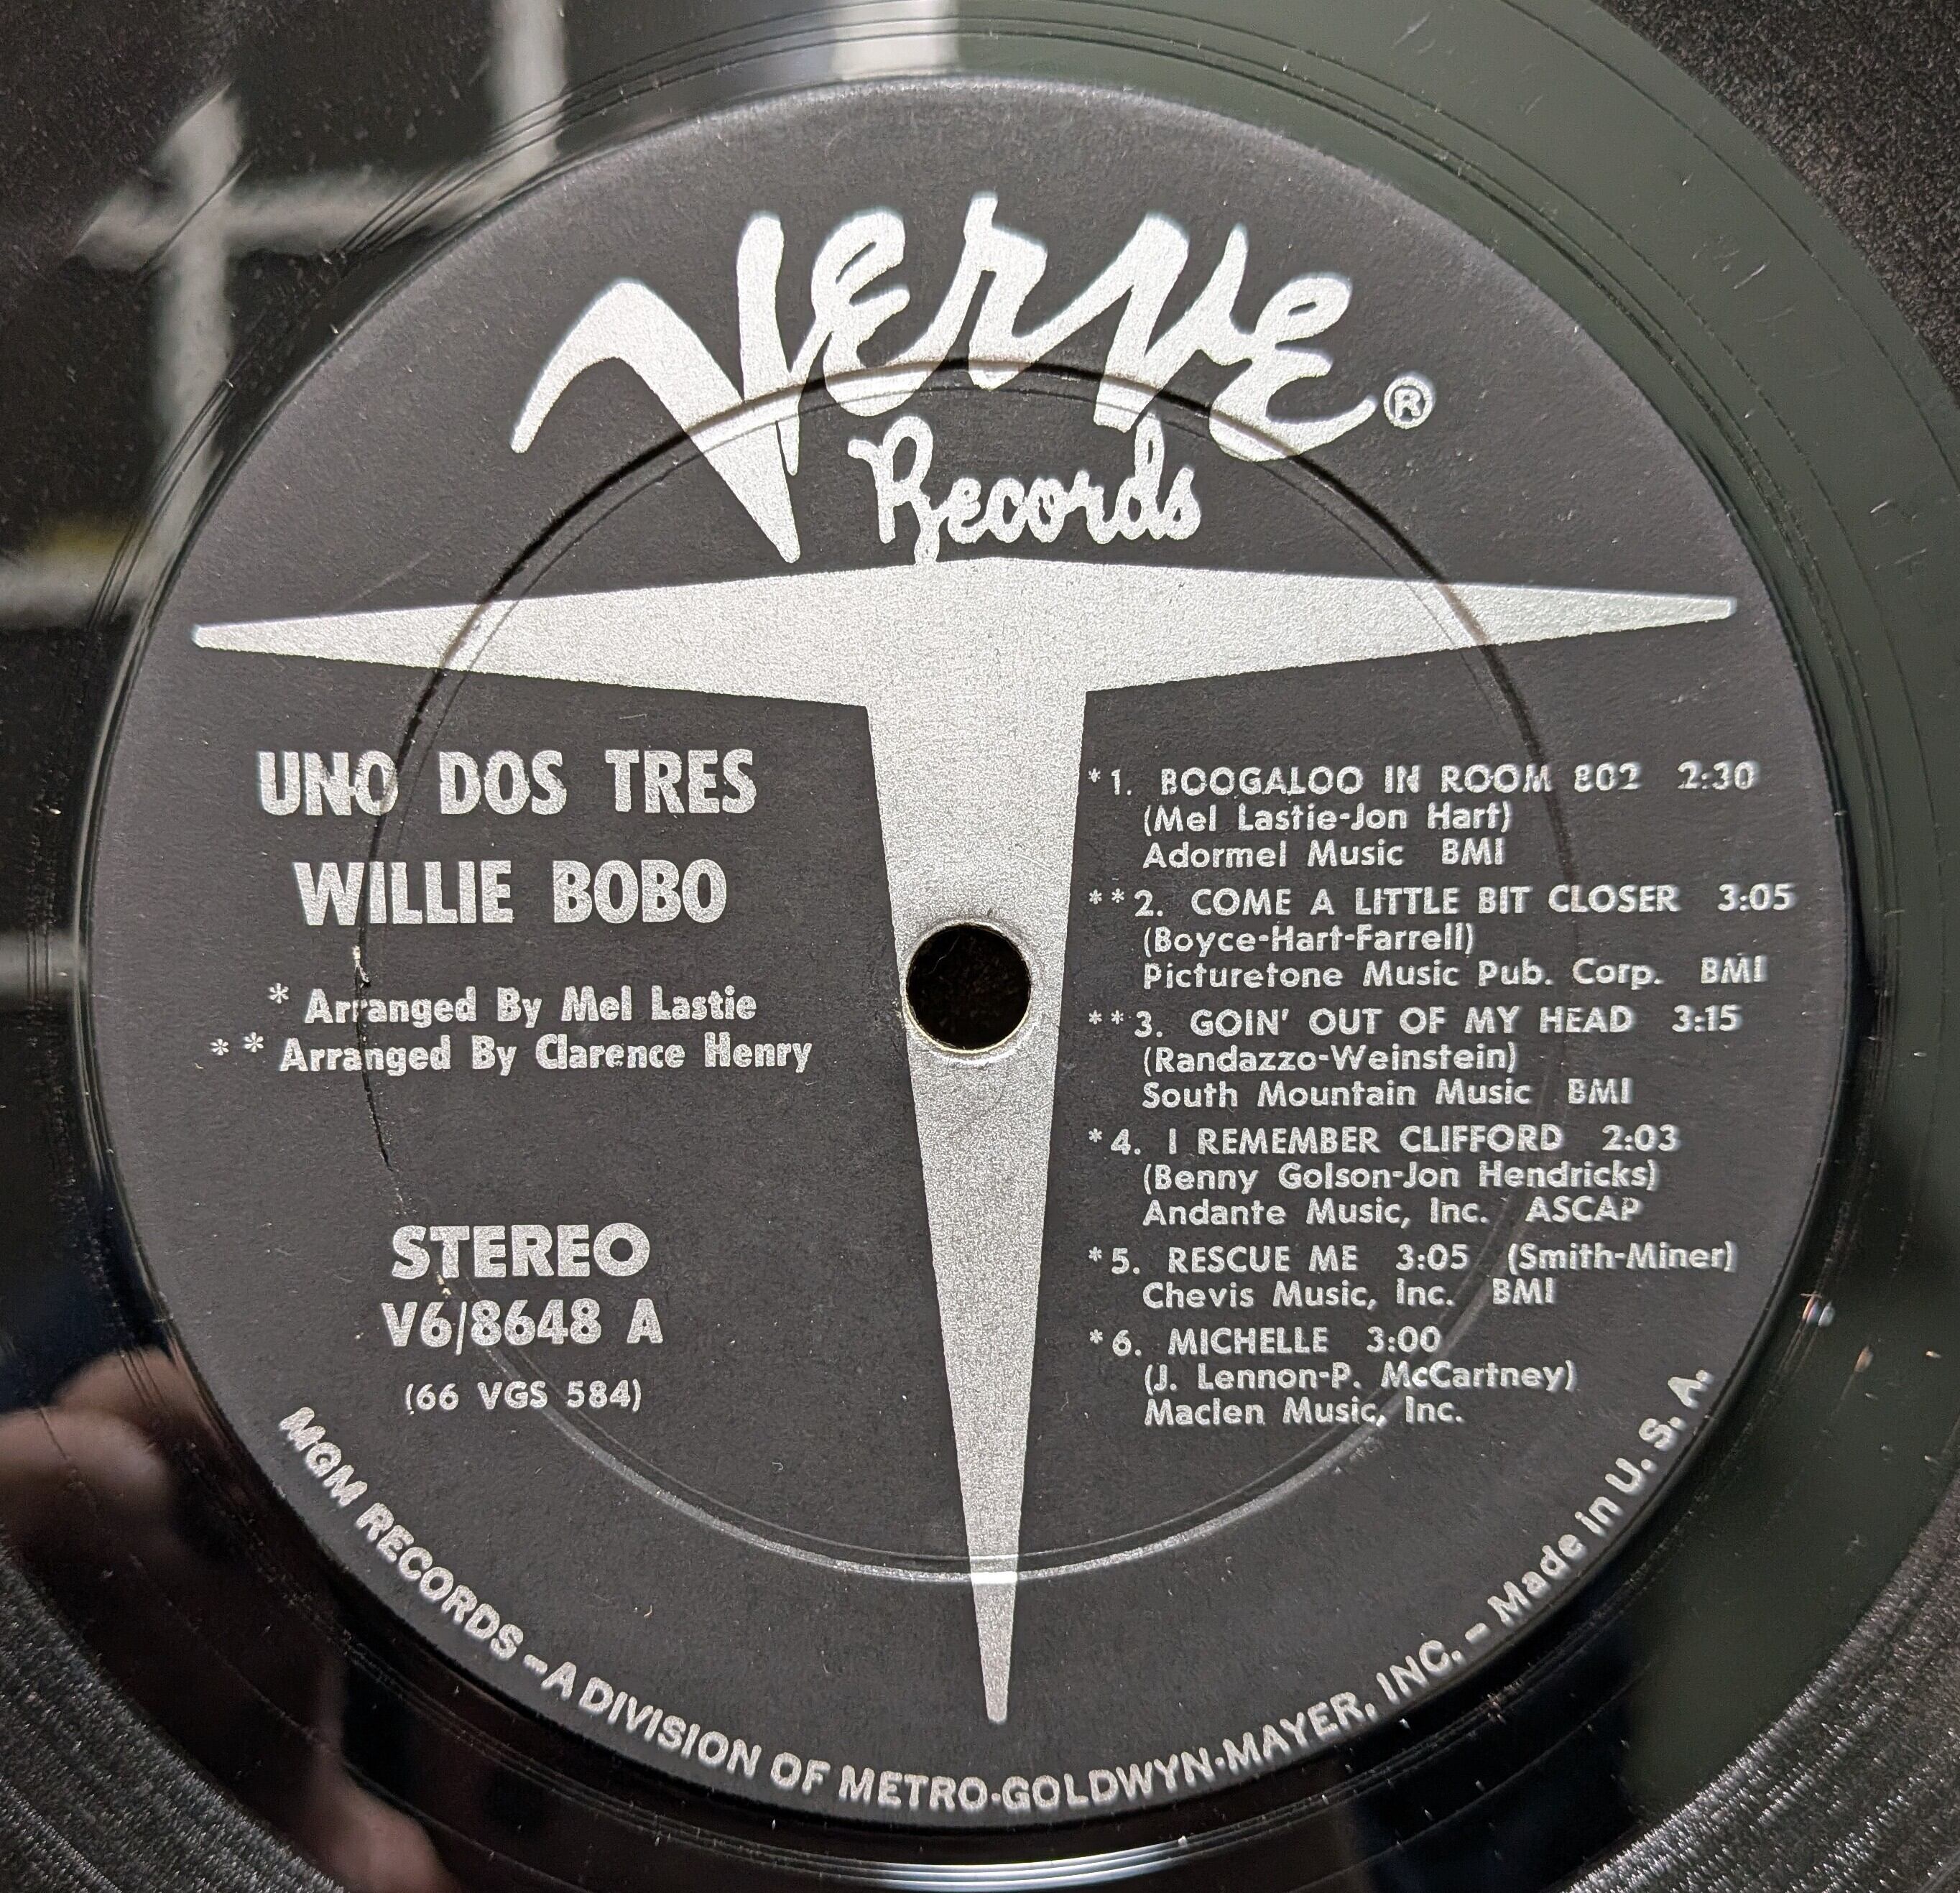 Verve®
Records
UNO DOS TRES
WILLIE BOBO
* Arranged By Mel Lastie
** Arranged By Clarence Henry
STEREO
V6/8648 A
(66 VGS 584)
*1. BOOGALOO IN ROOM 802 2:30
(Mel Lastie-Jon Hart)
Adormel Music BMI
**2. COME A LITTLE BIT CLOSER 3:05
(Boyce-Hart-Farrell)
Picturetone Music Pub. Corp. BMI
**3. GOIN' OUT OF MY HEAD 3:15
(Randazzo-Weinstein)
South Mountain Music BMI
*4. I REMEMBER CLIFFORD 2:03
(Benny Golson-Jon Hendricks)
Andante Music, Inc. ASCAP
*5. RESCUE ME 3:05 (Smith-Miner)
Chevis Music, Inc. BMI
*6. MICHELLE 3:00
(J. Lennon-P. McCartney)
Maclen Music, Inc.
MGM RECORDS - A DIVISION OF METRO-GOLDWYN-MAYER, INC. - Made in U. S. A.